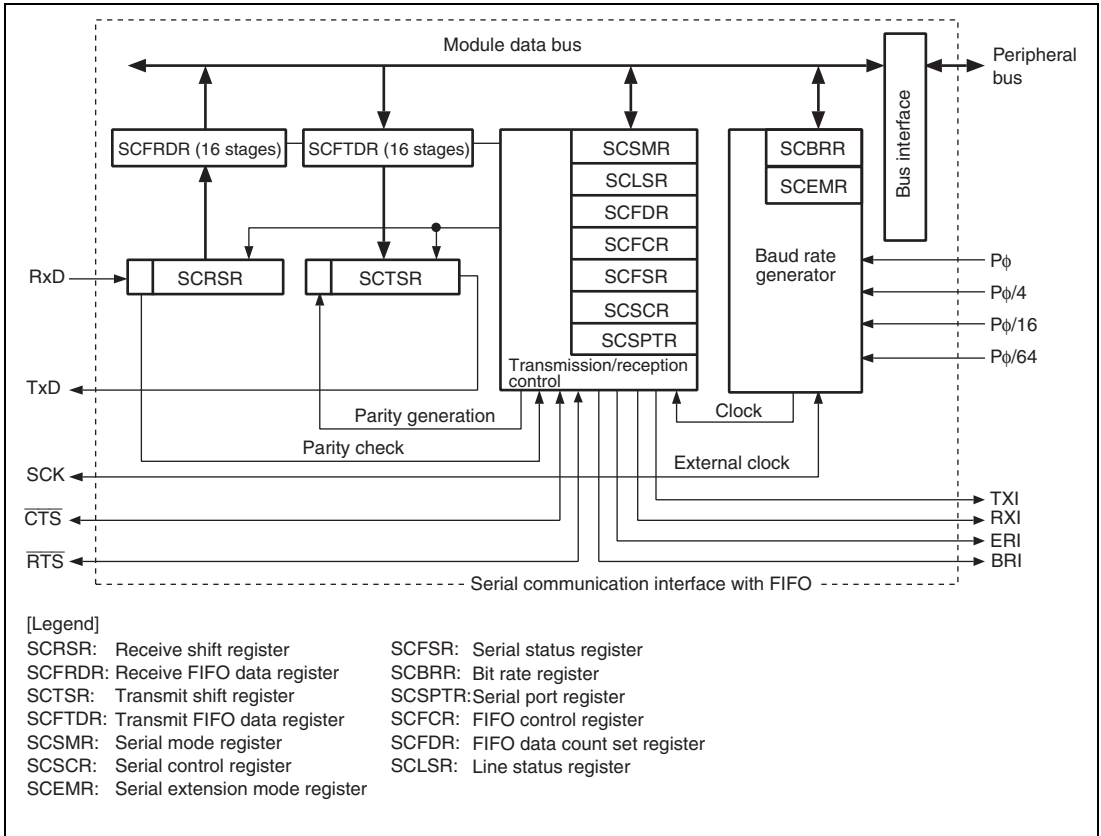 Module data bus
Peripheral
bus
Bus interface
SCFRDR (16 stages)
SCFTDR (16 stages)
SCSMR
SCLSR
SCFDR
SCFCR
SCFSR
SCSCR
SCSPTR
Transmission/reception
control
SCBRR
SCEMR
Baud rate
generator
RxD
SCRSR
SCTSR
Pϕ
Pϕ/4
Pϕ/16
Pϕ/64
TxD
Parity generation
Clock
Parity check
External clock
SCK
CTS
RTS
TXI
RXI
ERI
BRI
Serial communication interface with FIFO
[Legend]
SCRSR: Receive shift register
SCFRDR: Receive FIFO data register
SCTSR: Transmit shift register
SCFTDR: Transmit FIFO data register
SCSMR: Serial mode register
SCSCR: Serial control register
SCEMR: Serial extension mode register
SCFSR: Serial status register
SCBRR: Bit rate register
SCSPTR: Serial port register
SCFCR: FIFO control register
SCFDR: FIFO data count set register
SCLSR: Line status register